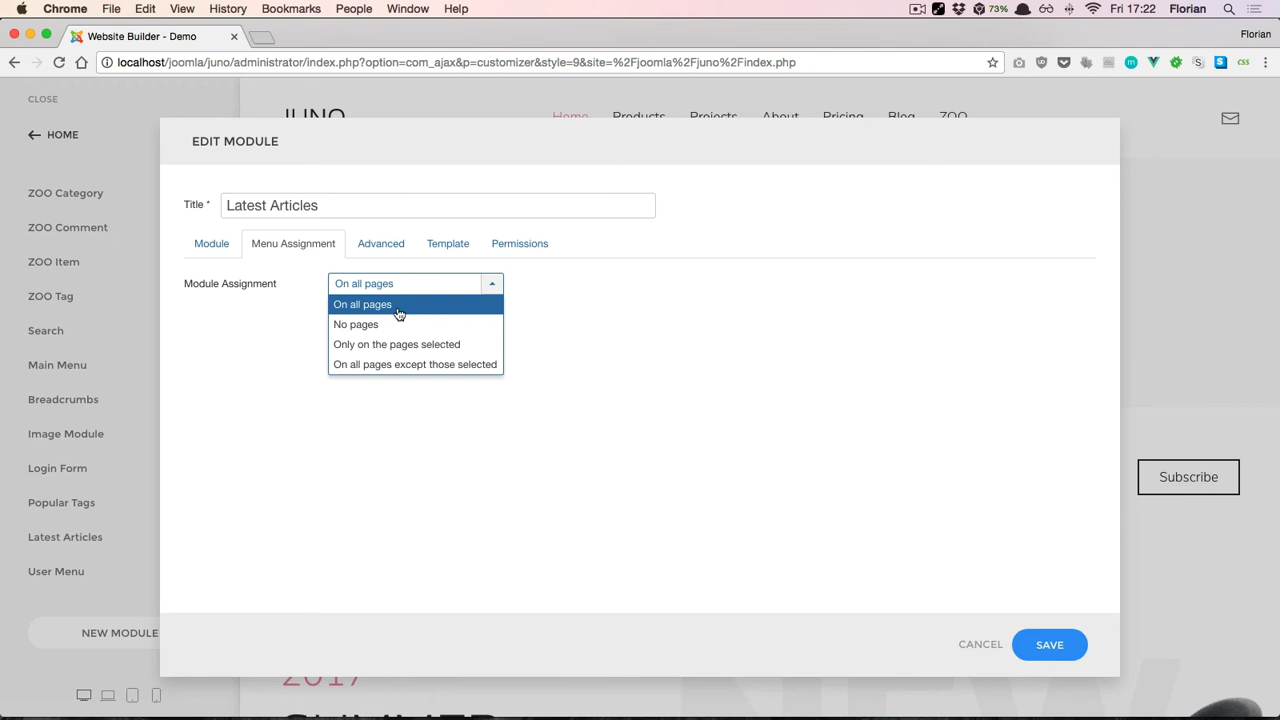 Chrome File Edit View History Bookmarks People Window Help 73% Fri 17:22 Florian
Website Builder - Demo
Florian
localhost/joomla/juno/administrator/index.php?option=com_ajax&p=customizer&style=9&site=%2Fjoomla%2Fjuno%2Findex.php
CLOSE
HOME
JUNO
Home Products Projects About Pricing Blog ZOO
EDIT MODULE
ZOO Category
ZOO Comment
ZOO Item
ZOO Tag
Search
Main Menu
Breadcrumbs
Image Module
Login Form
Popular Tags
Latest Articles
User Menu
NEW MODULE
Title *
Latest Articles
Module Menu Assignment Advanced Template Permissions
Module Assignment
On all pages
On all pages
No pages
Only on the pages selected
On all pages except those selected
Subscribe
CANCEL
SAVE
2017
SUMMER
NEW